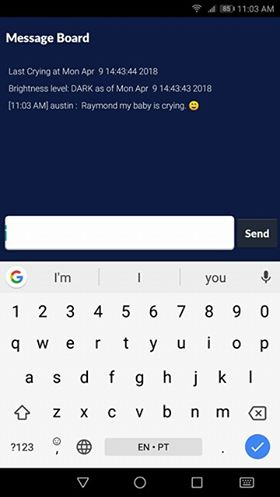 85 11:03 AM
Message Board
Last Crying at Mon Apr 9 14:43:44 2018
Brightness level: DARK as of Mon Apr 9 14:43:43 2018
[11:03 AM] austin : Raymond my baby is crying. 😀
Send
G I'm I you
1 2 3 4 5 6 7 8 9 0
q w e r t y u i o p
a s d f g h j k l
z x c v b n m
?123 , EN • PT .